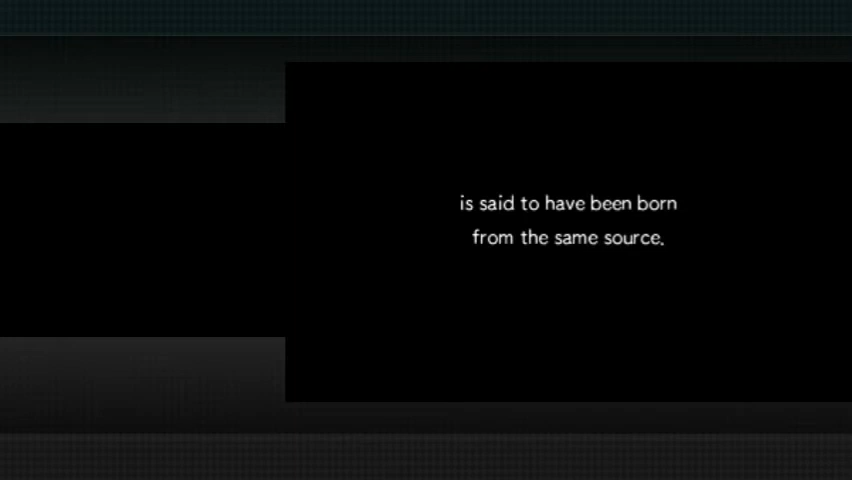 is said to have been born
from the same source.